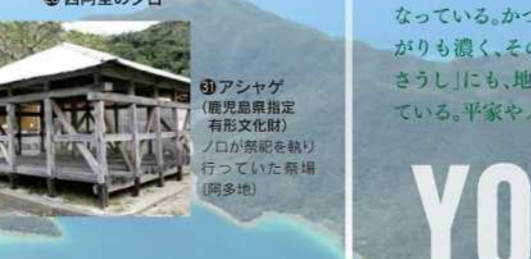 ㉛アシャゲ
(鹿児島県指定
有形文化財)
ノロが祭祀を執り
行っていた祭場
(阿多地)
なっている。かつ
がりも濃く、その
さうし」にも、地
ている。平家や
YO